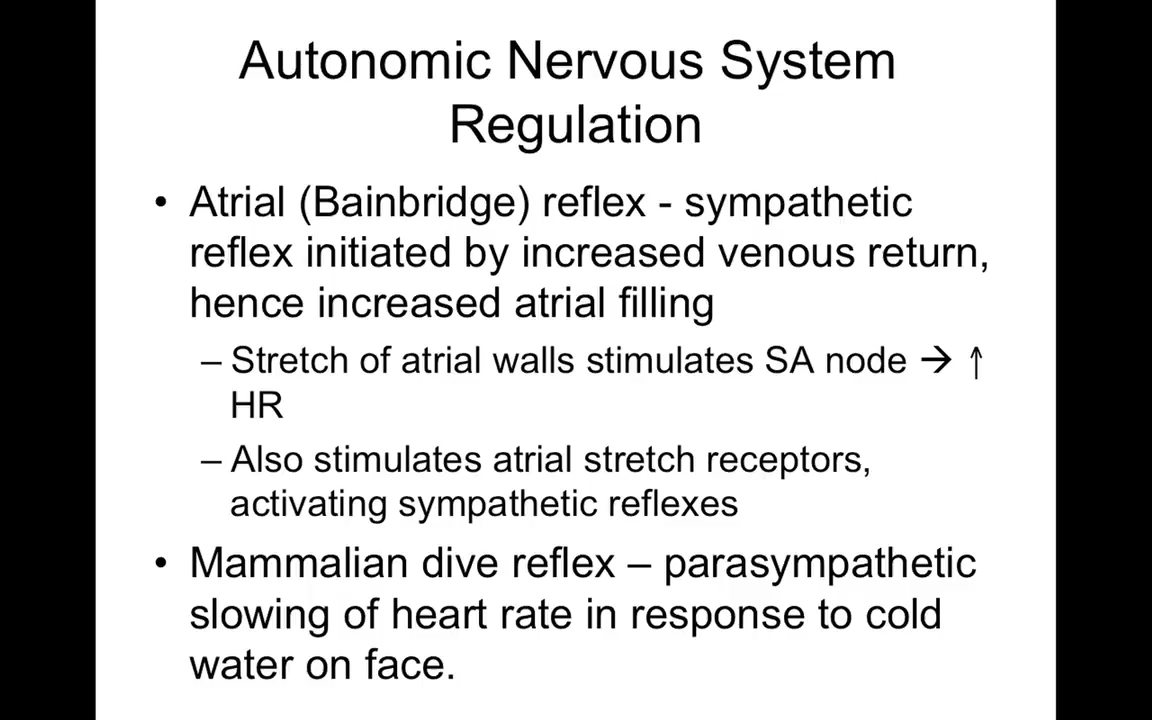 Autonomic Nervous System
Regulation
• Atrial (Bainbridge) reflex - sympathetic
reflex initiated by increased venous return,
hence increased atrial filling
– Stretch of atrial walls stimulates SA node → ↑
HR
– Also stimulates atrial stretch receptors,
activating sympathetic reflexes
• Mammalian dive reflex – parasympathetic
slowing of heart rate in response to cold
water on face.